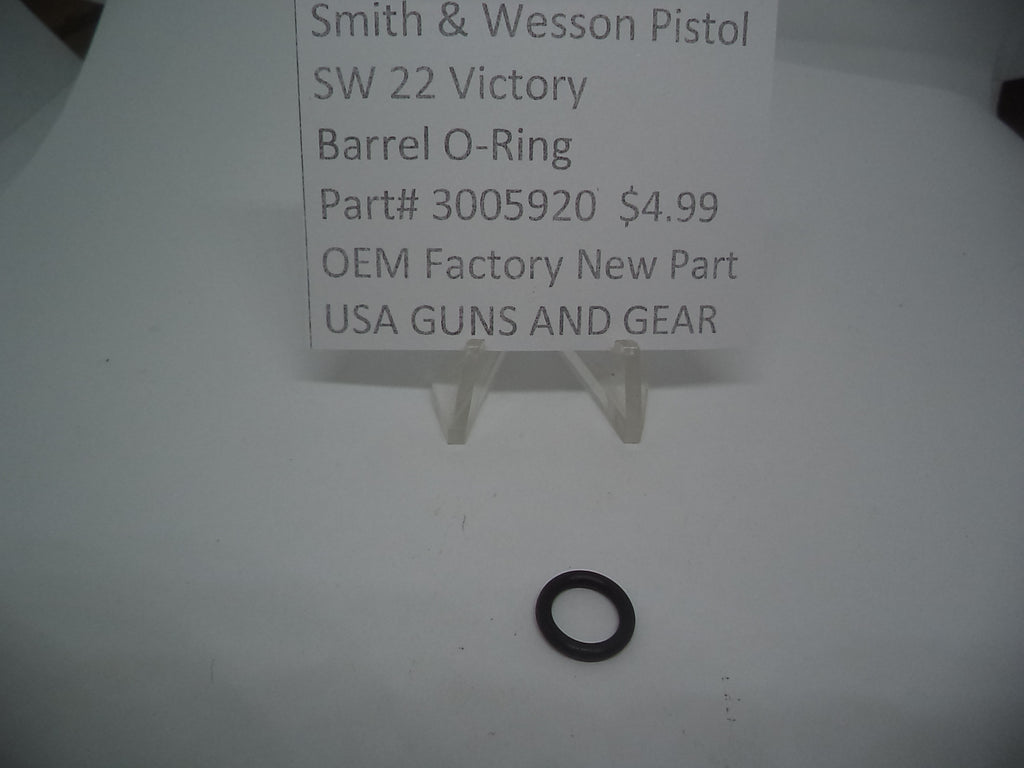 Smith & Wesson Pistol
SW 22 Victory
Barrel O-Ring
Part# 3005920 $4.99
OEM Factory New Part
USA GUNS AND GEAR